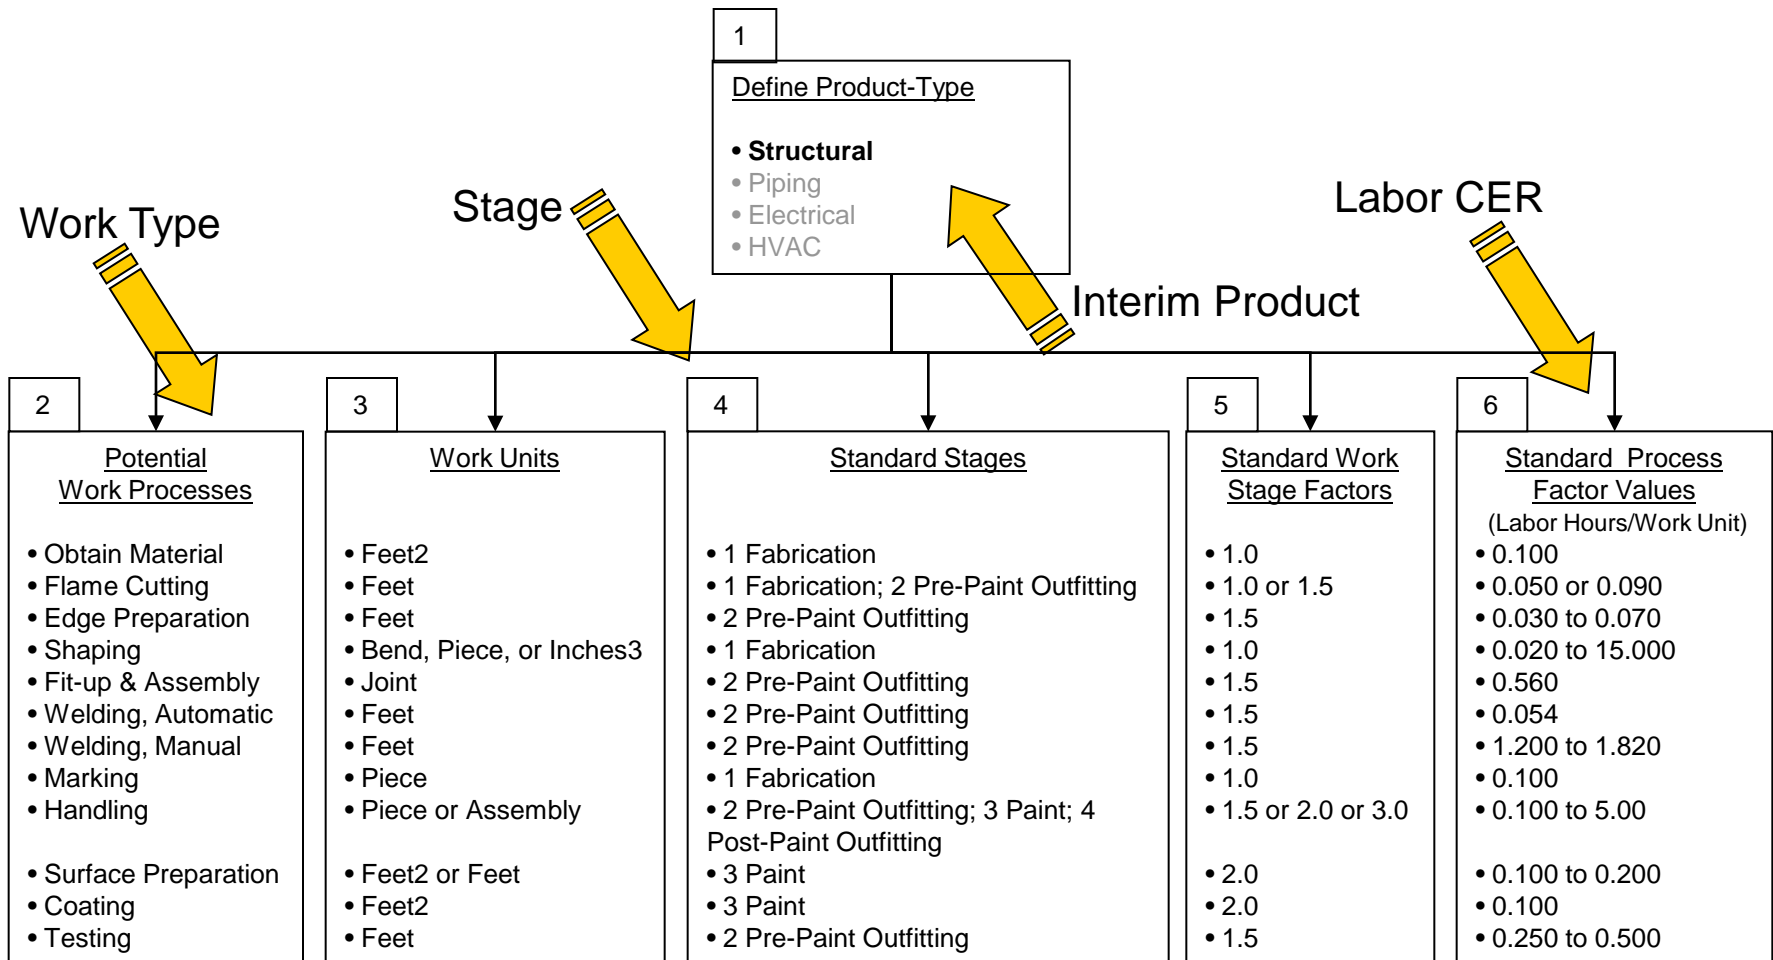 1
Define Product-Type
• Structural
• Piping
• Electrical
• HVAC
Work Type
Stage
Labor CER
Interim Product
2
Potential
Work Processes
• Obtain Material
• Flame Cutting
• Edge Preparation
• Shaping
• Fit-up & Assembly
• Welding, Automatic
• Welding, Manual
• Marking
• Handling
• Surface Preparation
• Coating
• Testing
3
Work Units
• Feet2
• Feet
• Feet
• Bend, Piece, or Inches3
• Joint
• Feet
• Feet
• Piece
• Piece or Assembly
• Feet2 or Feet
• Feet2
• Feet
4
Standard Stages
• 1 Fabrication
• 1 Fabrication; 2 Pre-Paint Outfitting
• 2 Pre-Paint Outfitting
• 1 Fabrication
• 2 Pre-Paint Outfitting
• 2 Pre-Paint Outfitting
• 2 Pre-Paint Outfitting
• 1 Fabrication
• 2 Pre-Paint Outfitting; 3 Paint; 4
Post-Paint Outfitting
• 3 Paint
• 3 Paint
• 2 Pre-Paint Outfitting
5
Standard Work
Stage Factors
• 1.0
• 1.0 or 1.5
• 1.5
• 1.0
• 1.5
• 1.5
• 1.5
• 1.0
• 1.5 or 2.0 or 3.0
• 2.0
• 2.0
• 1.5
6
Standard Process
Factor Values
(Labor Hours/Work Unit)
• 0.100
• 0.050 or 0.090
• 0.030 to 0.070
• 0.020 to 15.000
• 0.560
• 0.054
• 1.200 to 1.820
• 0.100
• 0.100 to 5.00
• 0.100 to 0.200
• 0.100
• 0.250 to 0.500